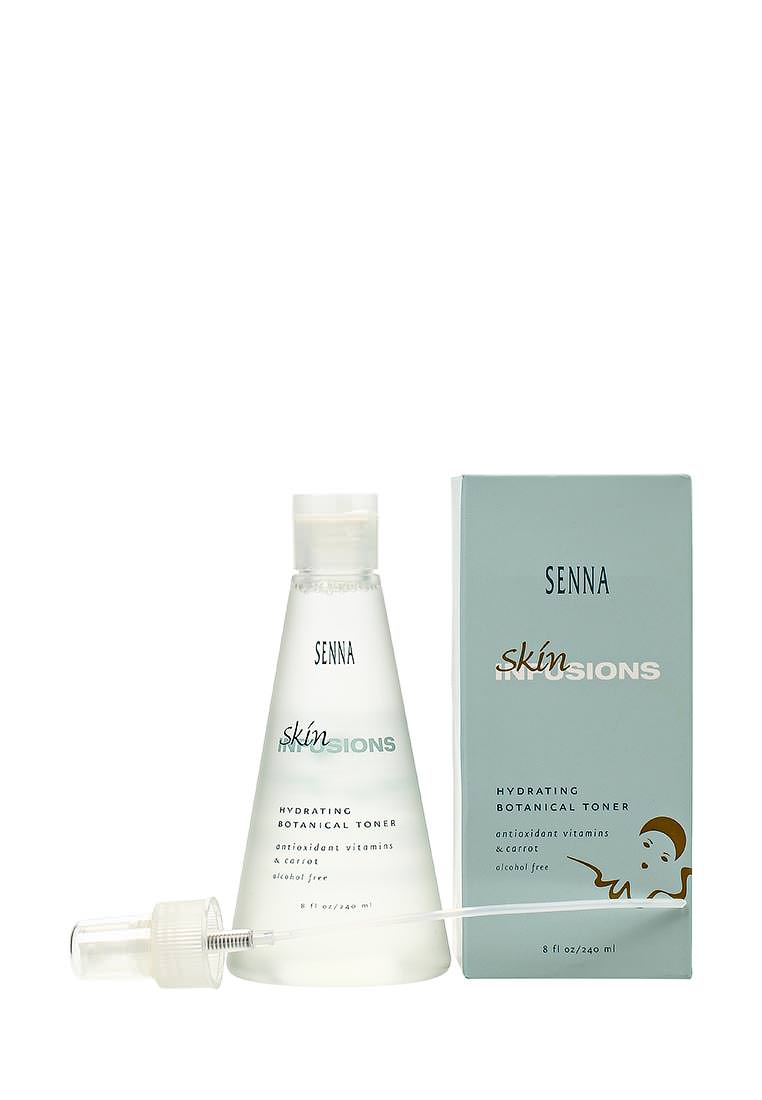 SENNA
skin
INFUSIONS
HYDRATING
BOTANICAL TONER
antioxidant vitamins
& carrot
alcohol free
8 fl oz/240 ml
SENNA
skin
INFUSIONS
HYDRATING
BOTANICAL TONER
antioxidant vitamins
& carrot
alcohol free
8 fl oz/240 ml